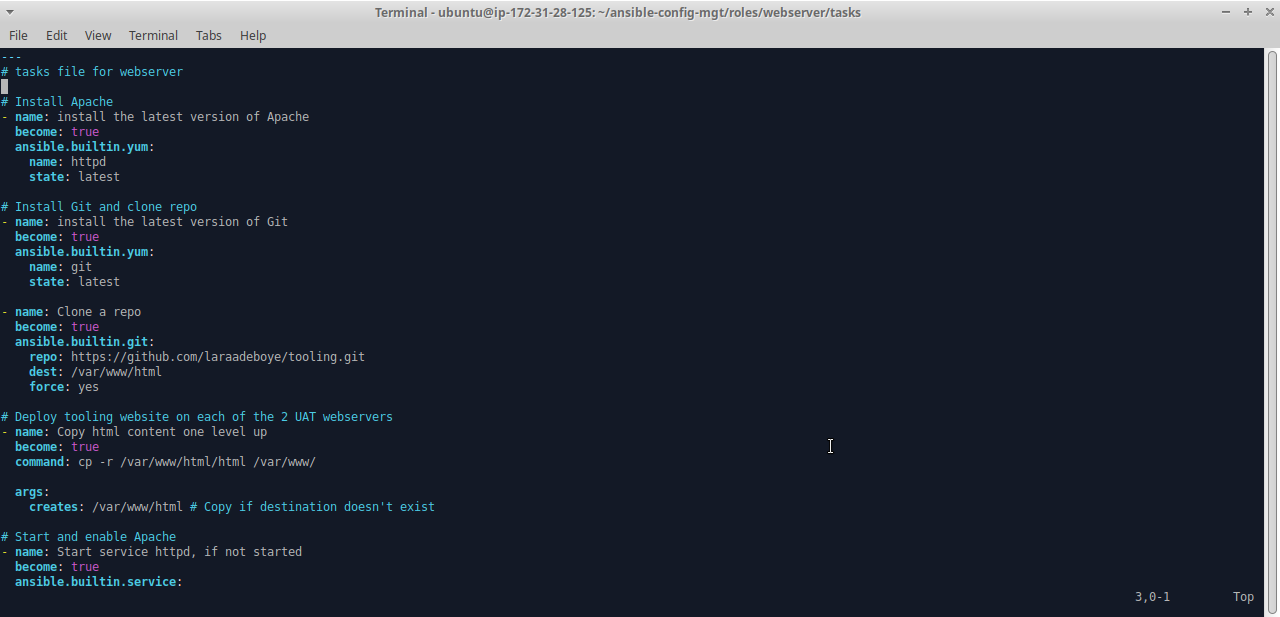 Terminal - ubuntu@ip-172-31-28-125: ~/ansible-config-mgt/roles/webserver/tasks
File Edit View Terminal Tabs Help
---
# tasks file for webserver
# Install Apache
- name: install the latest version of Apache
  become: true
  ansible.builtin.yum:
    name: httpd
    state: latest
# Install Git and clone repo
- name: install the latest version of Git
  become: true
  ansible.builtin.yum:
    name: git
    state: latest
- name: Clone a repo
  become: true
  ansible.builtin.git:
    repo: https://github.com/laraadeboye/tooling.git
    dest: /var/www/html
    force: yes
# Deploy tooling website on each of the 2 UAT webservers
- name: Copy html content one level up
  become: true
  command: cp -r /var/www/html/html /var/www/
  args:
    creates: /var/www/html # Copy if destination doesn't exist
# Start and enable Apache
- name: Start service httpd, if not started
  become: true
  ansible.builtin.service:
3,0-1 Top